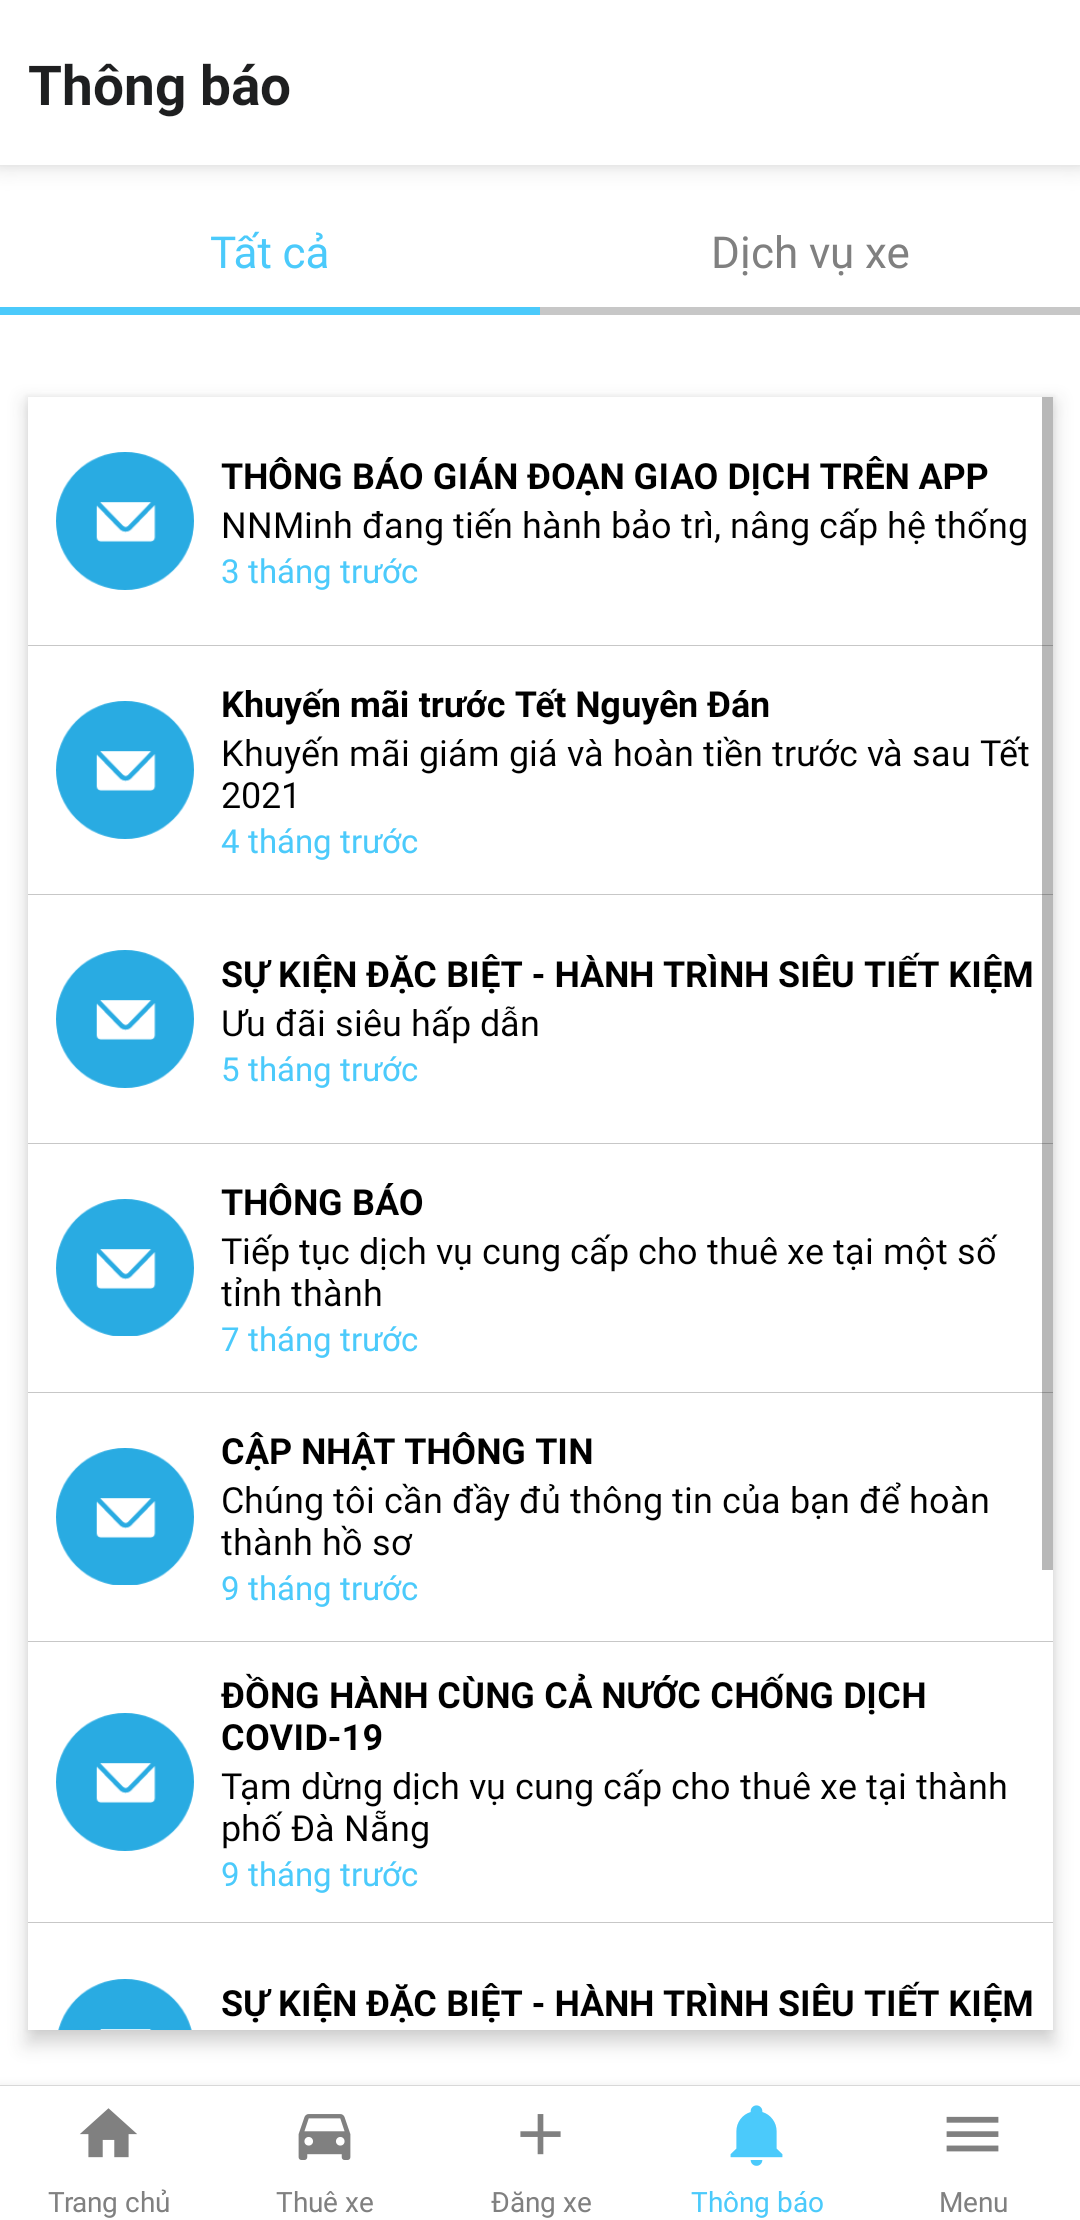 Thông báo
Tất cả
Dịch vụ xe
THÔNG BÁO GIÁN ĐOẠN GIAO DỊCH TRÊN APP
NNMinh đang tiến hành bảo trì, nâng cấp hệ thống
3 tháng trước
Khuyến mãi trước Tết Nguyên Đán
Khuyến mãi giám giá và hoàn tiền trước và sau Tết
2021
4 tháng trước
SỰ KIỆN ĐẶC BIỆT - HÀNH TRÌNH SIÊU TIẾT KIỆM
Ưu đãi siêu hấp dẫn
5 tháng trước
THÔNG BÁO
Tiếp tục dịch vụ cung cấp cho thuê xe tại một số
tỉnh thành
7 tháng trước
CẬP NHẬT THÔNG TIN
Chúng tôi cần đầy đủ thông tin của bạn để hoàn
thành hồ sơ
9 tháng trước
ĐỒNG HÀNH CÙNG CẢ NƯỚC CHỐNG DỊCH
COVID-19
Tạm dừng dịch vụ cung cấp cho thuê xe tại thành
phố Đà Nẵng
9 tháng trước
SỰ KIỆN ĐẶC BIỆT - HÀNH TRÌNH SIÊU TIẾT KIỆM
Trang chủ
Thuê xe
Đăng xe
Thông báo
Menu